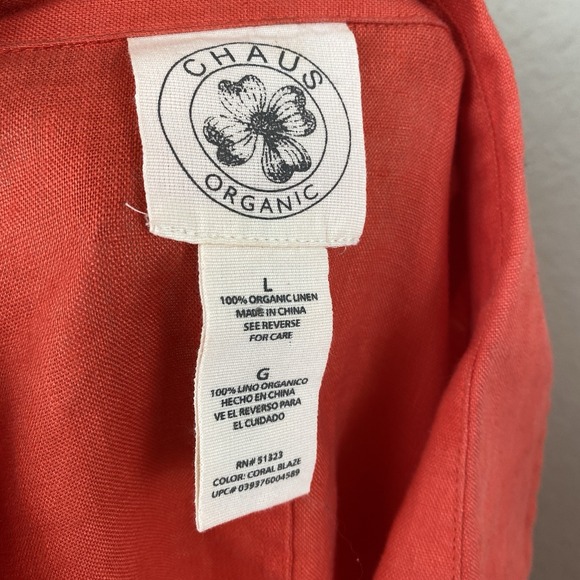 CHAUS
ORGANIC
L
100% ORGANIC LINEN
MADE IN CHINA
SEE REVERSE
FOR CARE
G
100% LINO ORGANICO
HECHO EN CHINA
VE EL REVERSO PARA
EL CUIDADO
RN# 51323
COLOR: CORAL BLAZE
UPC# 039376004589